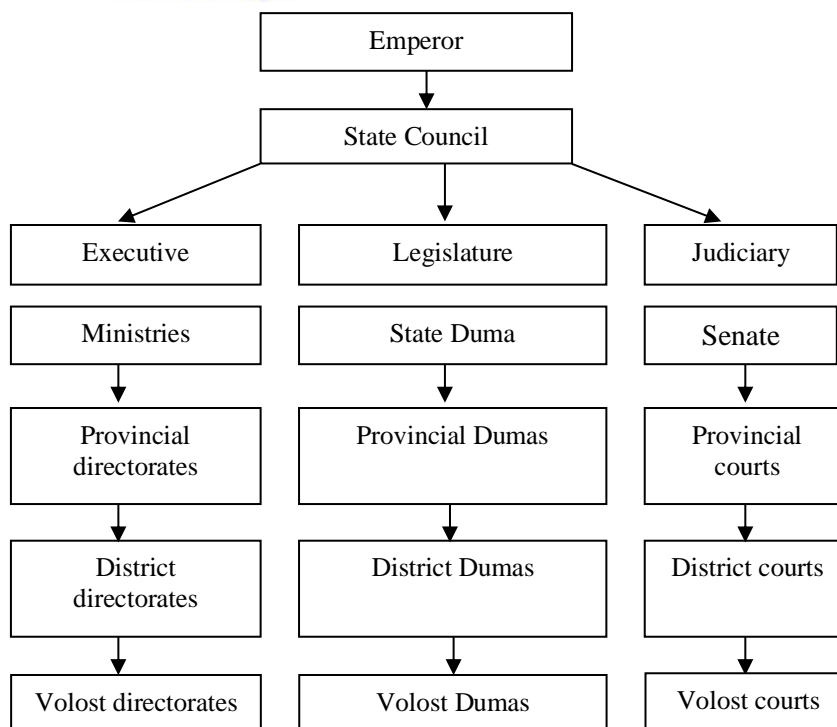 Emperor
State Council
Executive
Legislature
Judiciary
Ministries
State Duma
Senate
Provincial
directorates
Provincial Dumas
Provincial
courts
District
directorates
District Dumas
District courts
Volost directorates
Volost Dumas
Volost courts